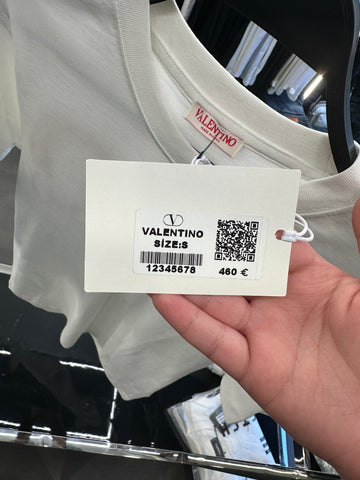 VALENTINO
VALENTINO
SİZE:S
12345678
460 €